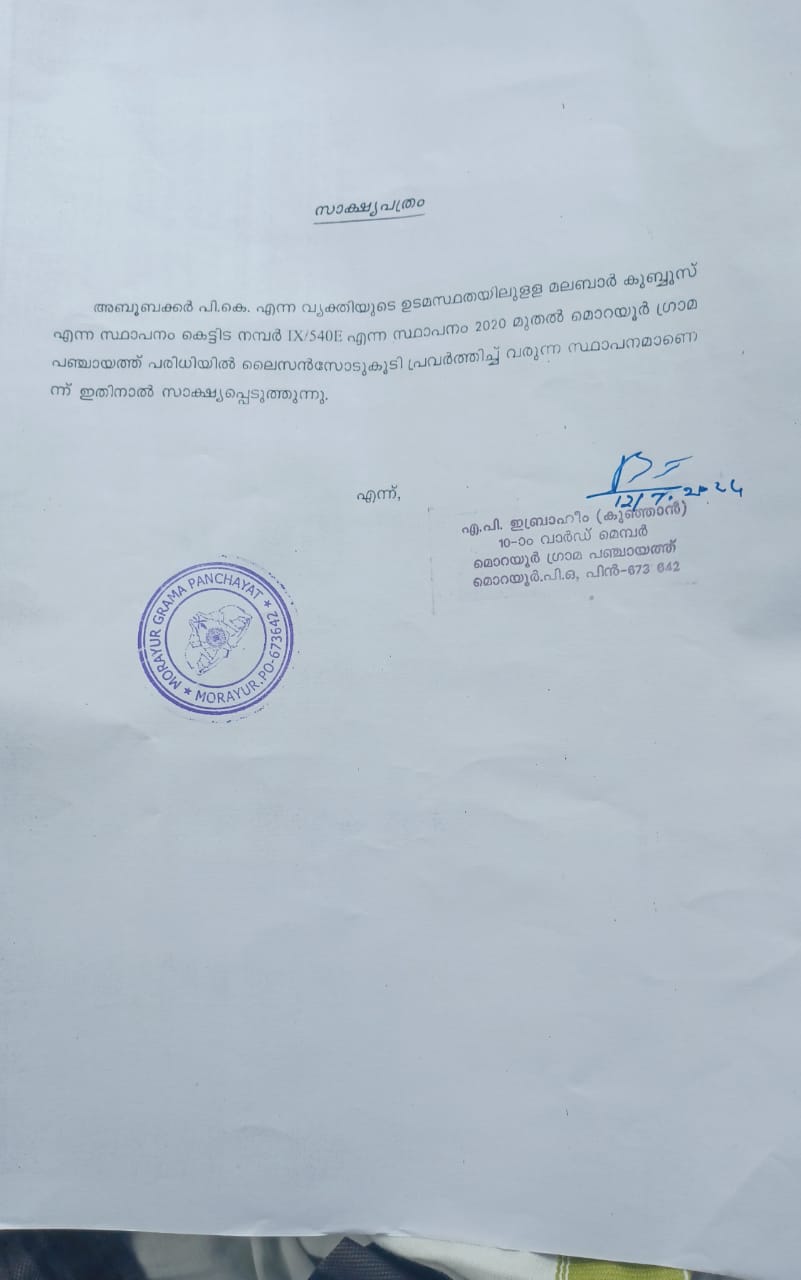 സാക്ഷ്യപത്രം
അബൂബക്കർ പി.കെ. എന്ന വ്യക്തിയുടെ ഉടമസ്ഥതയിലുളള മലബാർ കുബ്ബൂസ്
എന്ന സ്ഥാപനം കെട്ടിട നമ്പർ IX/540E എന്ന സ്ഥാപനം 2020 മുതൽ മൊറയൂർ ഗ്രാമ
പഞ്ചായത്ത് പരിധിയിൽ ലൈസൻസോടുകൂടി പ്രവർത്തിച്ച് വരുന്ന സ്ഥാപനമാണെ
ന്ന് ഇതിനാൽ സാക്ഷ്യപ്പെടുത്തുന്നു.
എന്ന്,
12/7.2024
എ.പി. ഇബ്രാഹീം (കുഞ്ഞാൻ)
10-ാം വാർഡ് മെമ്പർ
മൊറയൂർ ഗ്രാമ പഞ്ചായത്ത്
മൊറയൂർ.പി.ഒ, പിൻ-673 642
MORAYUR GRAMA PANCHAYAT ★
★ MORAYUR.PO-673642